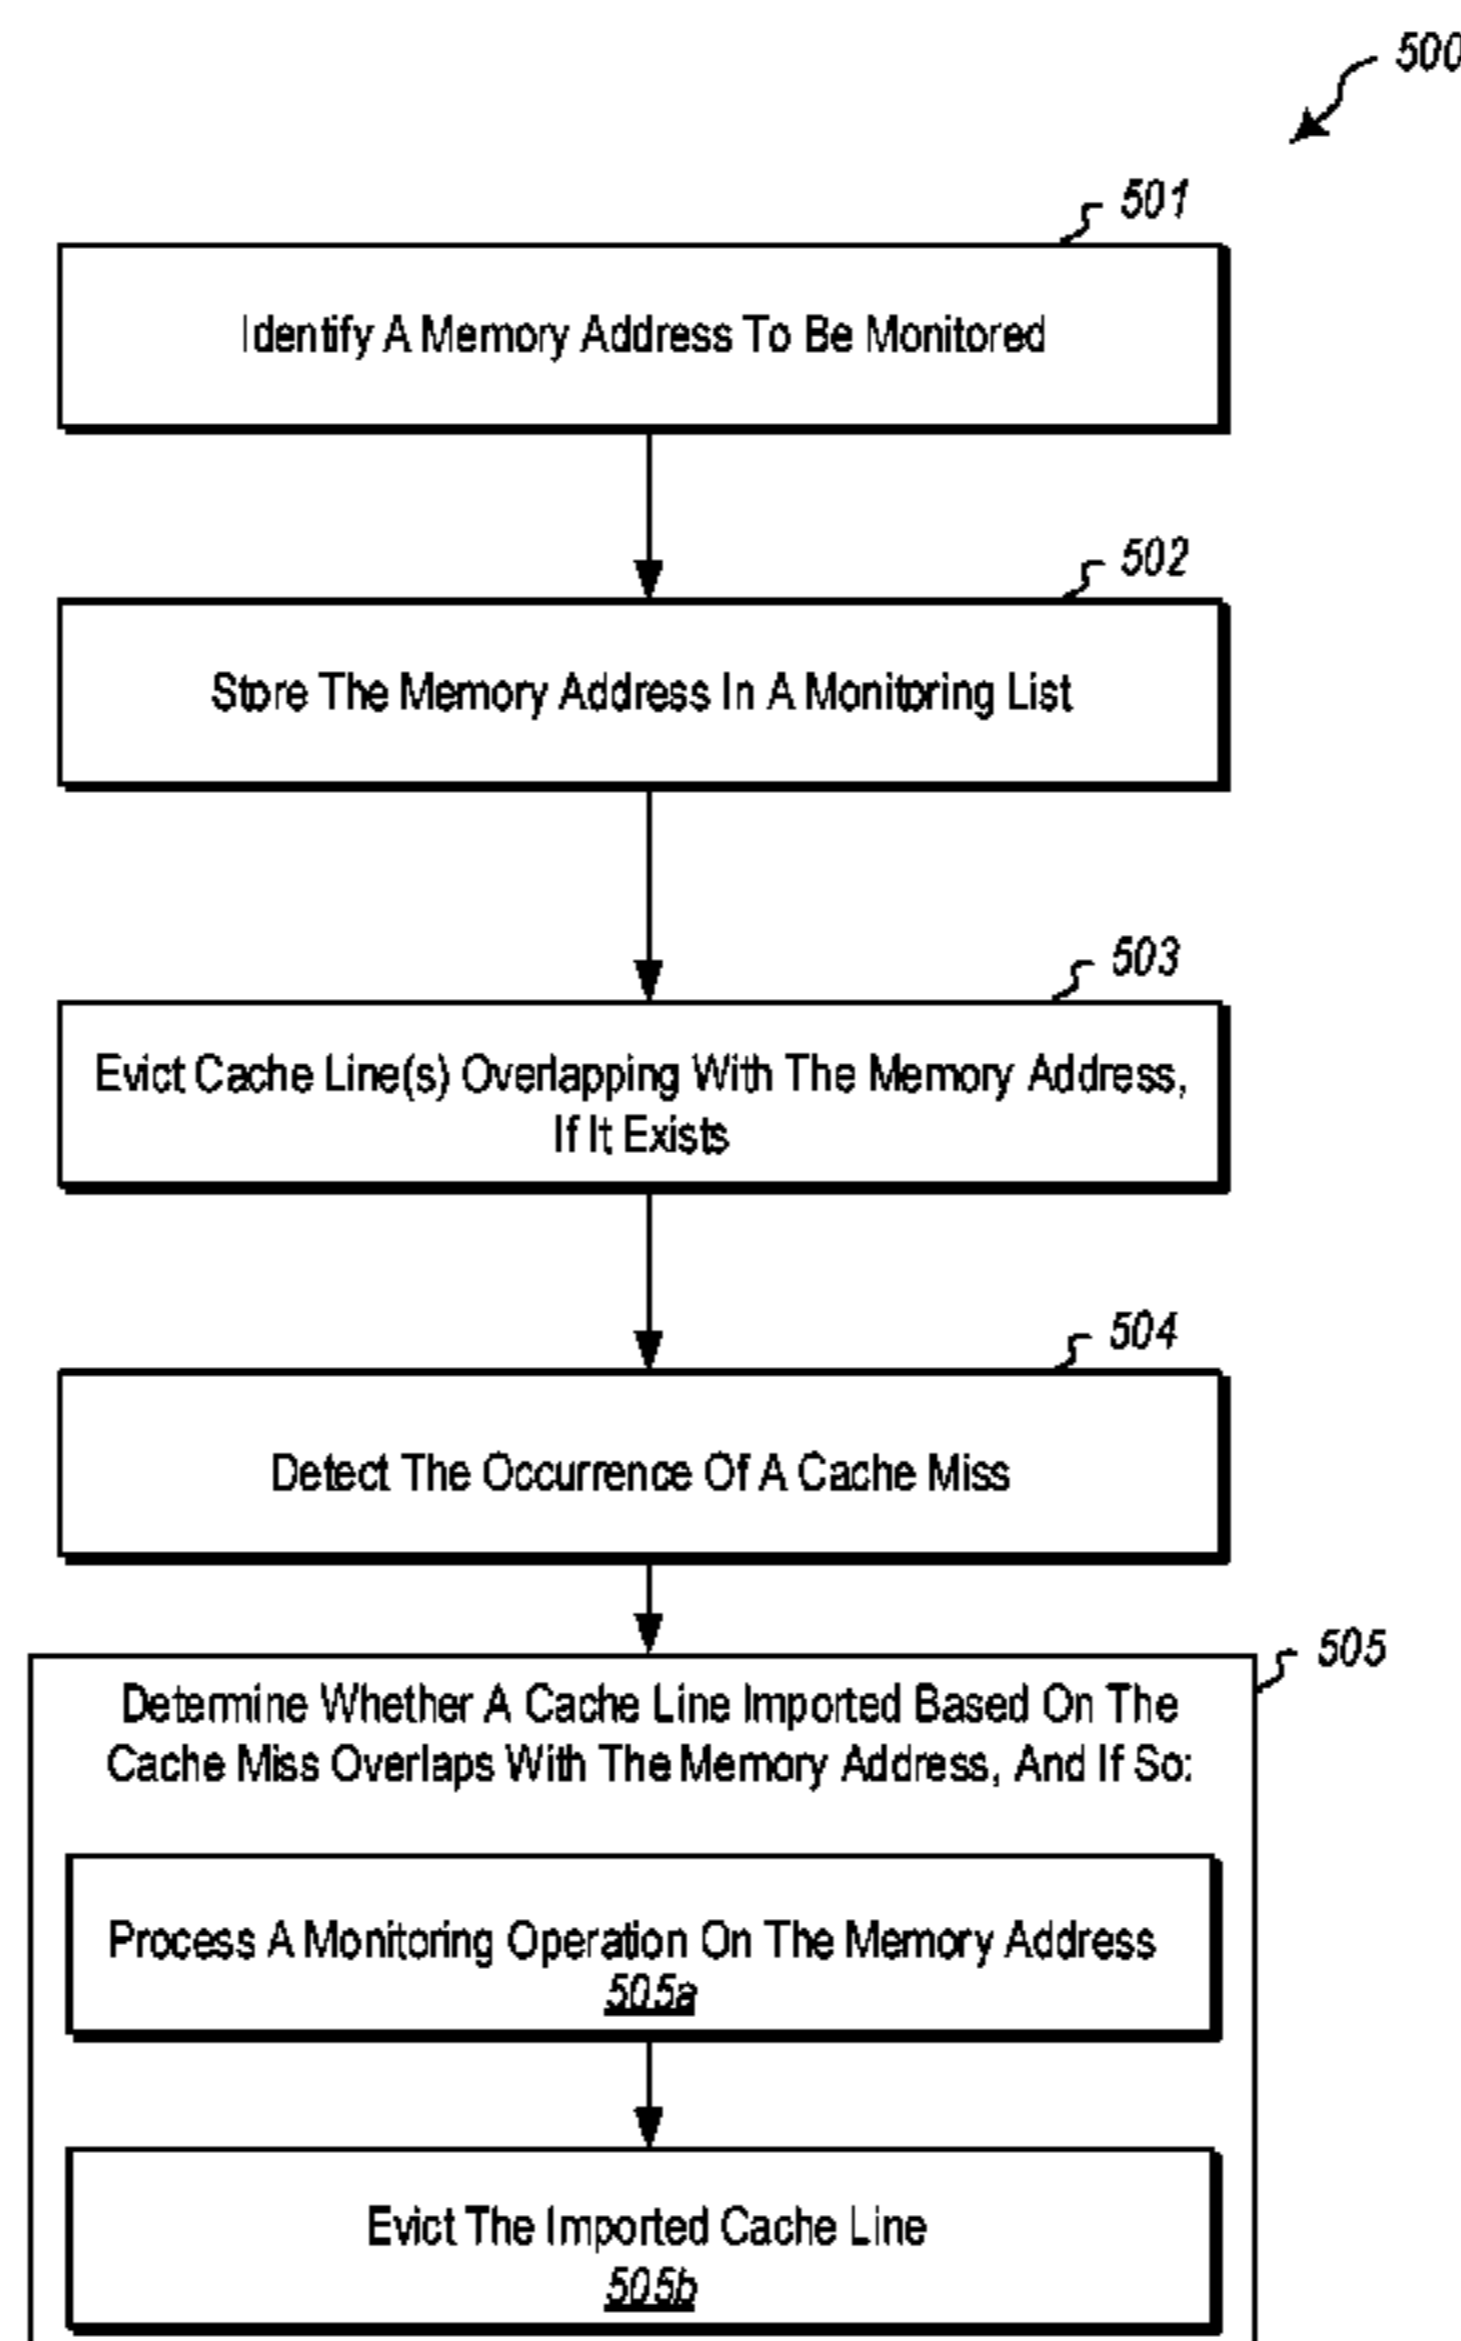 500
501
Identify A Memory Address To Be Monitored
502
Store The Memory Address In A Monitoring List
503
Evict Cache Line(s) Overlapping With The Memory Address,
If It Exists
504
Detect The Occurrence Of A Cache Miss
505
Determine Whether A Cache Line Imported Based On The
Cache Miss Overlaps With The Memory Address, And If So:
Process A Monitoring Operation On The Memory Address
505a
Evict The Imported Cache Line
505b